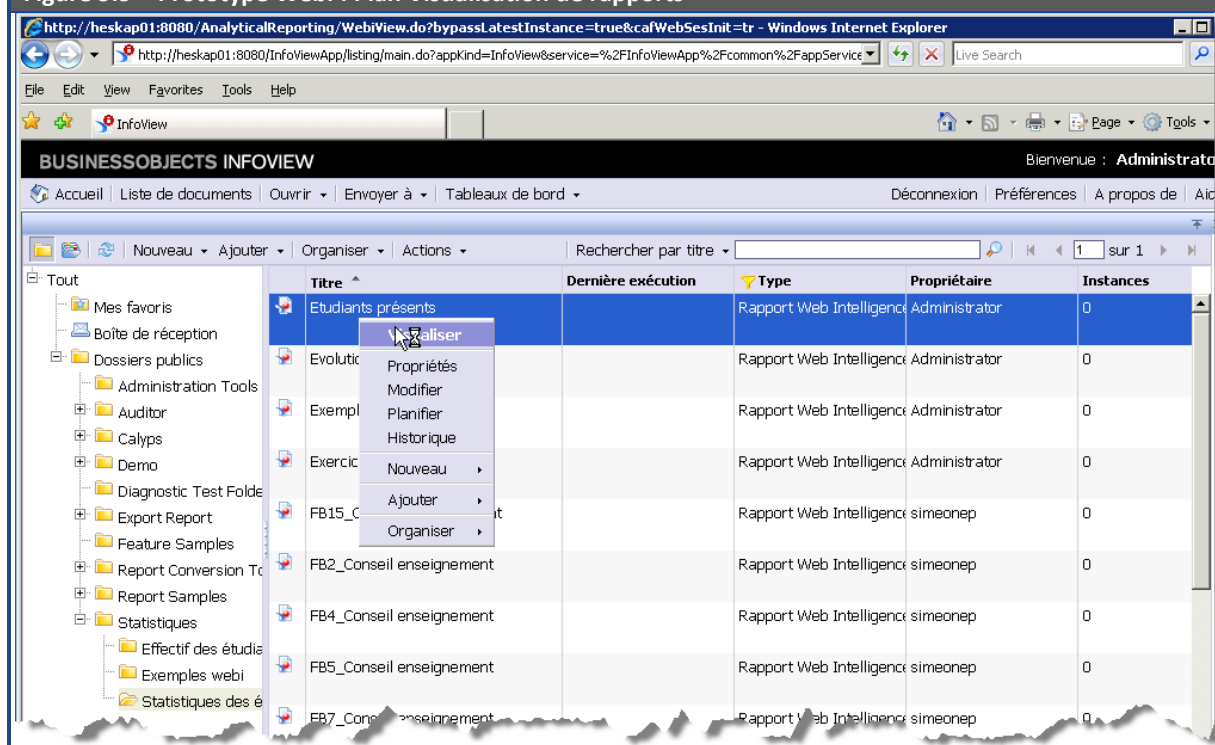 http://heskap01:8080/AnalyticalReporting/WebiView.do?bypassLatestInstance=true&cafWebSesInit=tr - Windows Internet Explorer
http://heskap01:8080/InfoViewApp/listing/main.do?appKind=InfoView&service=%2FInfoViewApp%2Fcommon%2FappService
Live Search
File Edit View Favorites Tools Help
InfoView
Page Tools
BUSINESSOBJECTS INFOVIEW
Bienvenue : Administrato
Accueil Liste de documents Ouvrir Envoyer à Tableaux de bord
Déconnexion Préférences A propos de Aid
Nouveau Ajouter Organiser Actions Rechercher par titre 1 sur 1
Tout
Mes favoris
Boîte de réception
Dossiers publics
Administration Tools
Auditor
Calyps
Demo
Diagnostic Test Folde
Export Report
Feature Samples
Report Conversion To
Report Samples
Statistiques
Effectif des étudia
Exemples webi
Statistiques des é
Titre Dernière exécution Type Propriétaire Instances
Etudiants présents Rapport Web Intelligence Administrator 0
Evolutio Rapport Web Intelligence Administrator 0
Exempl Rapport Web Intelligence Administrator 0
Exercic Rapport Web Intelligence Administrator 0
FB15_C nt Rapport Web Intelligence simeonep 0
FB2_Conseil enseignement Rapport Web Intelligence simeonep 0
FB4_Conseil enseignement Rapport Web Intelligence simeonep 0
FB5_Conseil enseignement Rapport Web Intelligence simeonep 0
simeonep
Propriétés
Modifier
Planifier
Historique
Nouveau
Ajouter
Organiser